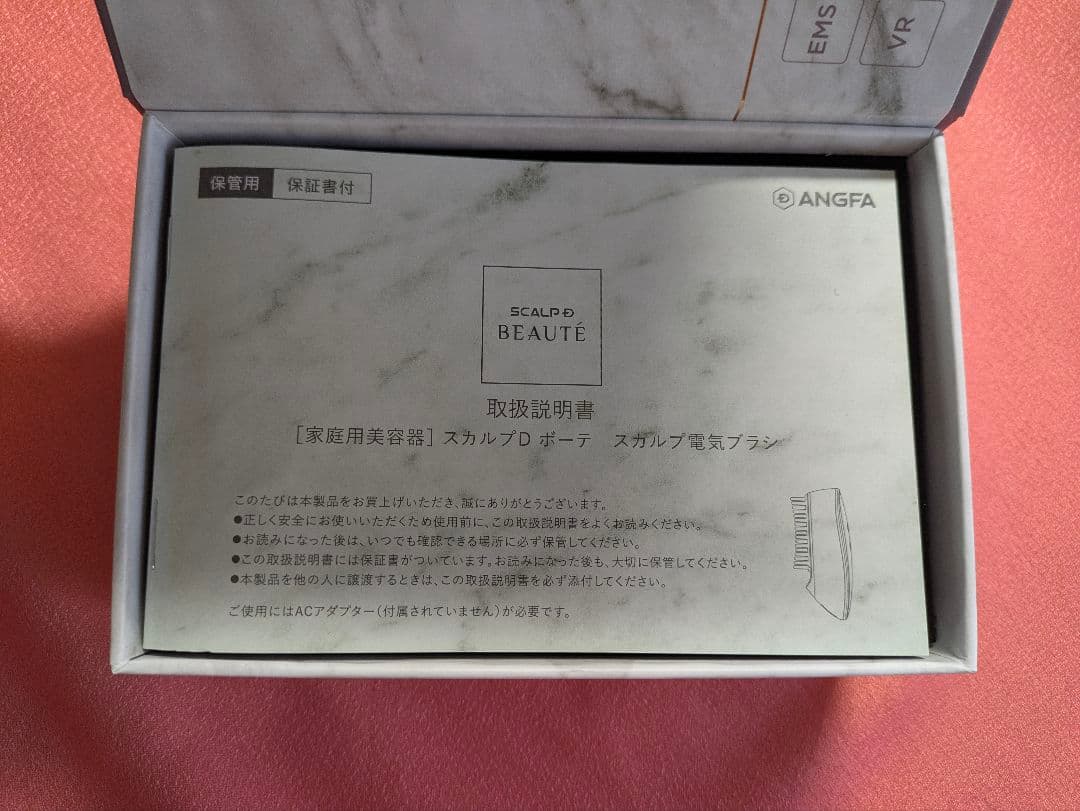 EMS
VR
保管用 保証書付
ANGFA
SCALP D
BEAUTÉ
取扱説明書
［家庭用美容器］スカルプD ボーテ　スカルプ電気ブラシ
このたびは本製品をお買上げいただき、誠にありがとうございます。
●正しく安全にお使いいただくため使用前に、この取扱説明書をよくお読みください。
●お読みになった後は、いつでも確認できる場所に必ず保管してください。
●この取扱説明書には保証書がついています。お読みになった後も、大切に保管してください。
●本製品を他の人に譲渡するときは、この取扱説明書を必ず添付してください。
ご使用にはACアダプター（付属されていません）が必要です。